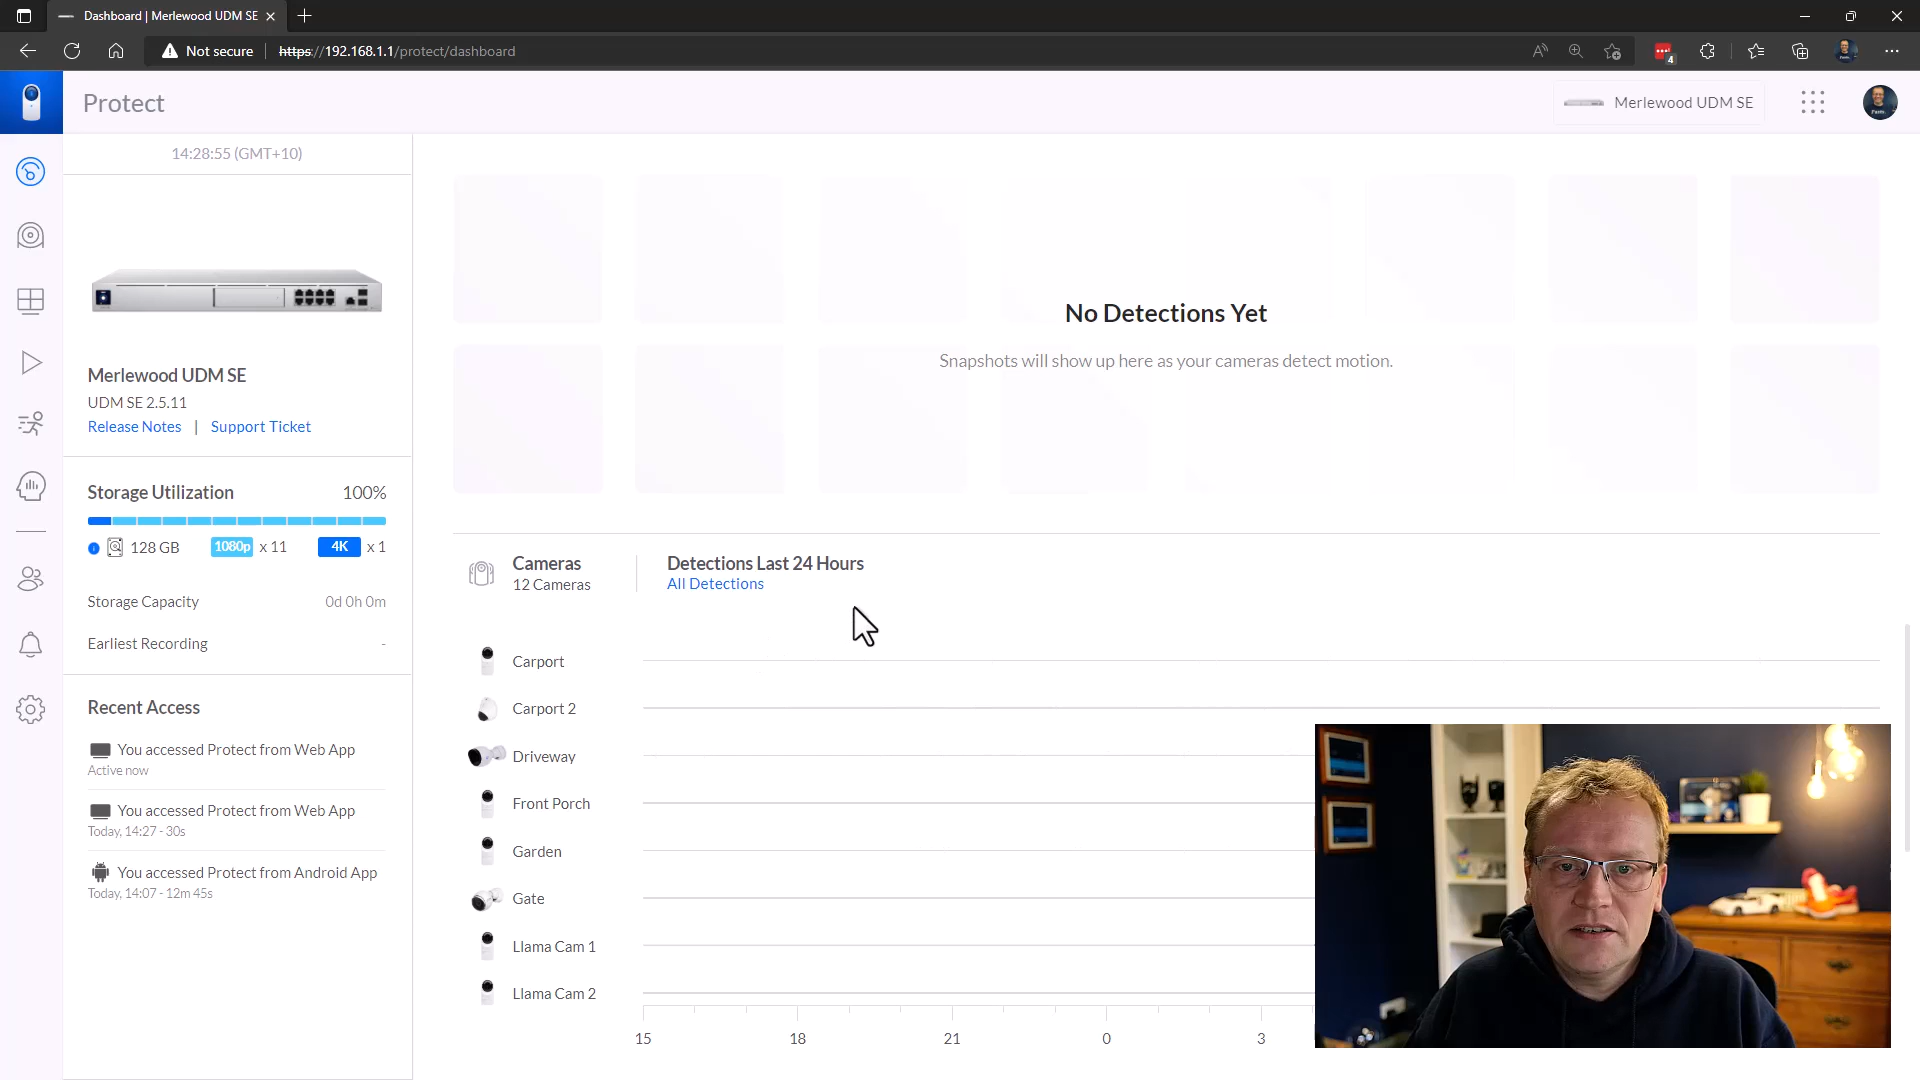 Dashboard | Merlewood UDM SE
Not secure
https://192.168.1.1/protect/dashboard
4
Protect
Merlewood UDM SE
14:28:55 (GMT+10)
Merlewood UDM SE
UDM SE 2.5.11
Release Notes | Support Ticket
Storage Utilization 100%
128 GB 1080p x 11 4K x 1
Storage Capacity 0d 0h 0m
Earliest Recording -
Recent Access
You accessed Protect from Web App
Active now
You accessed Protect from Web App
Today, 14:27 - 30s
You accessed Protect from Android App
Today, 14:07 - 12m 45s
No Detections Yet
Snapshots will show up here as your cameras detect motion.
Cameras
12 Cameras
Detections Last 24 Hours
All Detections
Carport
Carport 2
Driveway
Front Porch
Garden
Gate
Llama Cam 1
Llama Cam 2
15 18 21 0 3